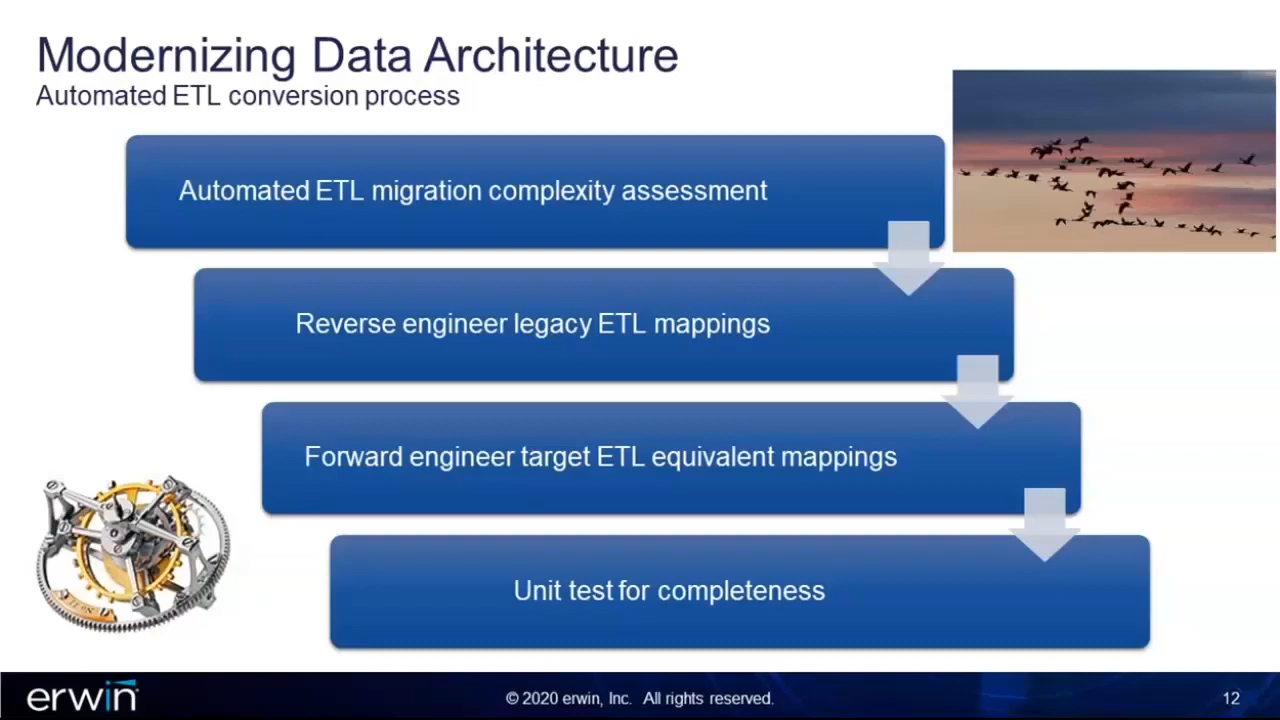 Modernizing Data Architecture
Automated ETL conversion process
Automated ETL migration complexity assessment
Reverse engineer legacy ETL mappings
Forward engineer target ETL equivalent mappings
Unit test for completeness
erwin
© 2020 erwin, Inc. All rights reserved.
12